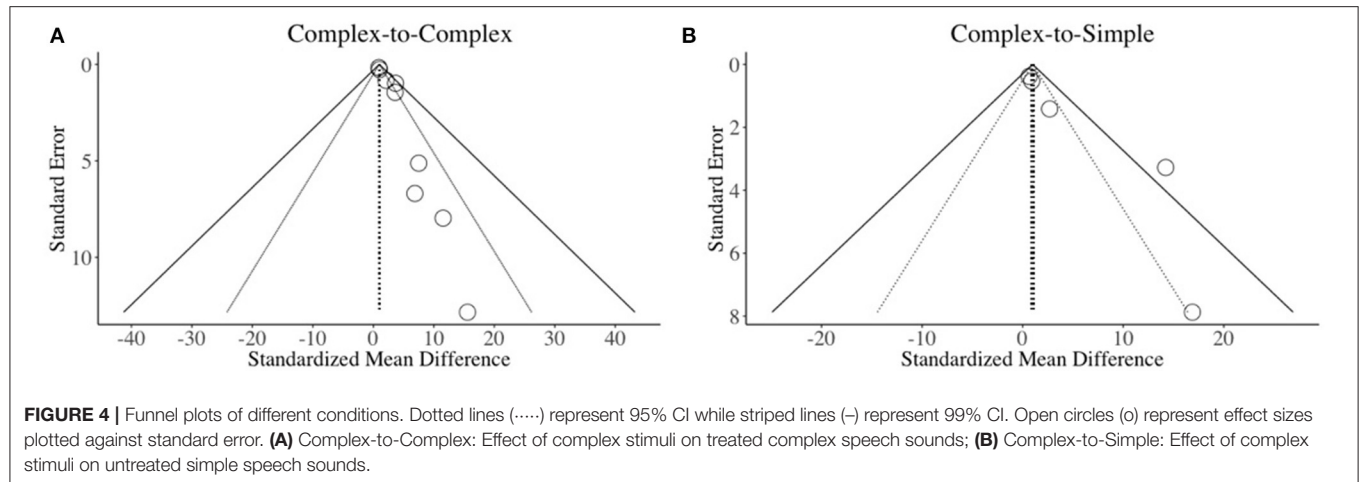 A
Complex-to-Complex
Standard Error
0
5
10
-40 -30 -20 -10 0 10 20 30 40
Standardized Mean Difference
B
Complex-to-Simple
Standard Error
0
2
4
6
8
-20 -10 0 10 20
Standardized Mean Difference
FIGURE 4 | Funnel plots of different conditions. Dotted lines (·····) represent 95% CI while striped lines (–) represent 99% CI. Open circles (o) represent effect sizes
plotted against standard error. (A) Complex-to-Complex: Effect of complex stimuli on treated complex speech sounds; (B) Complex-to-Simple: Effect of complex
stimuli on untreated simple speech sounds.